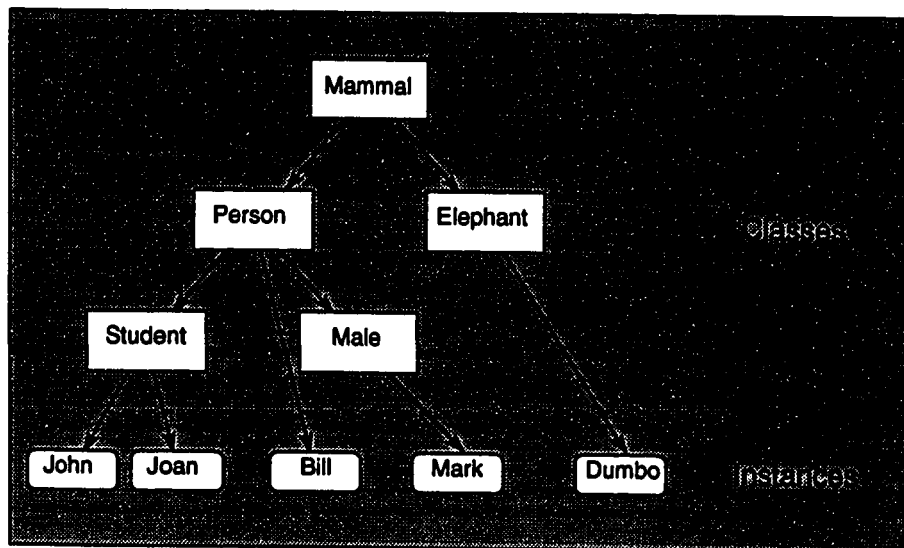 Mammal
Person
Elephant
classes
Student
Male
John
Joan
Bill
Mark
Dumbo
instances